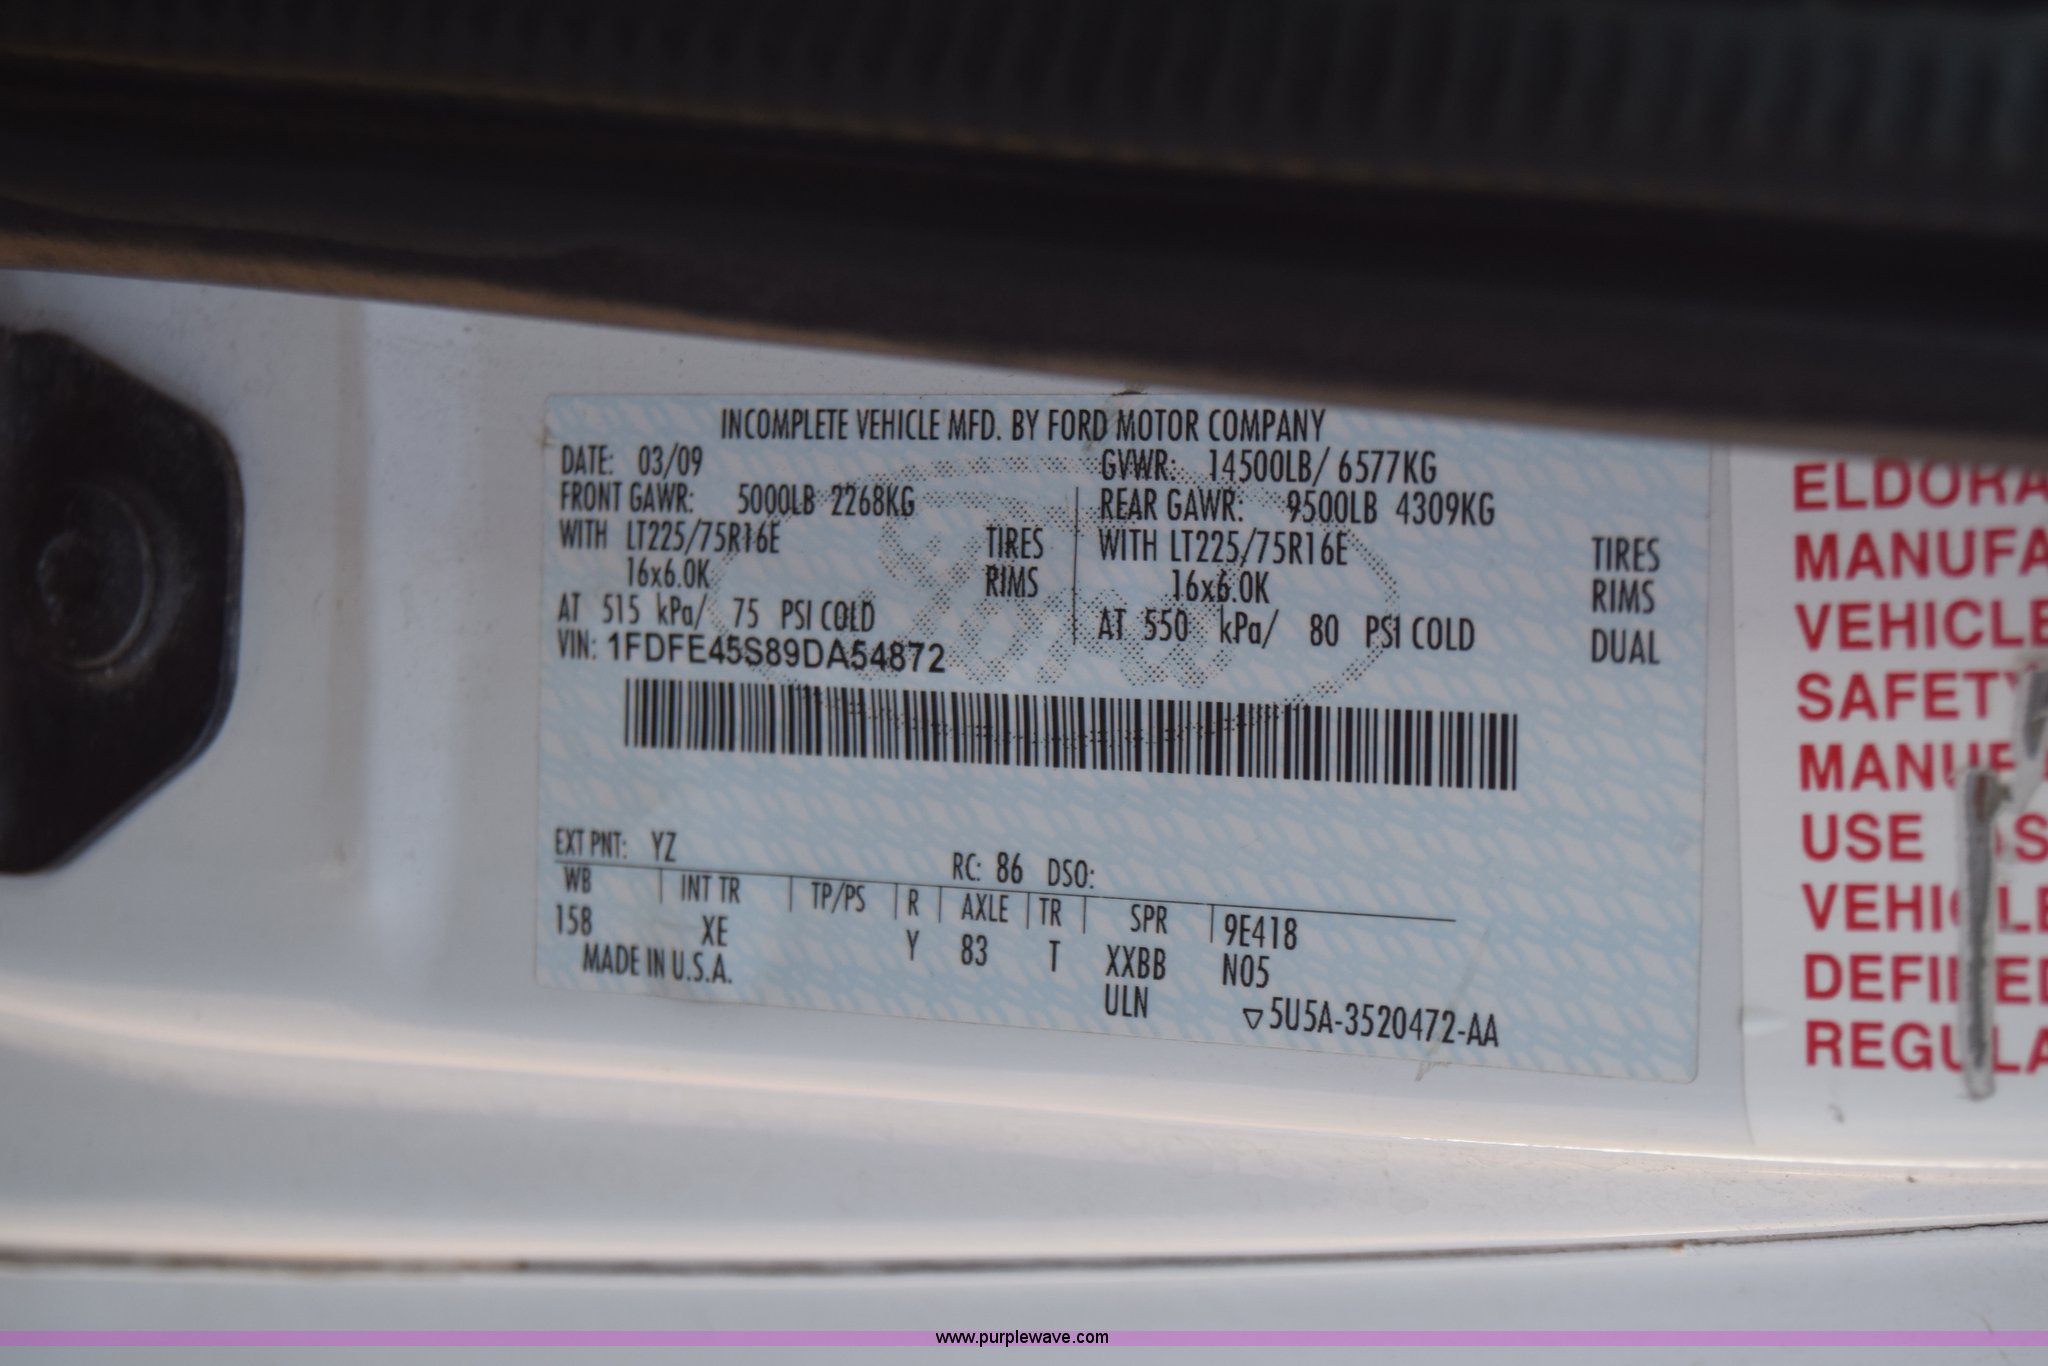 INCOMPLETE VEHICLE MFD. BY FORD MOTOR COMPANY
DATE: 03/09 GVWR: 14500LB/ 6577KG
FRONT GAWR: 5000LB 2268KG REAR GAWR: 9500LB 4309KG
WITH LT225/75R16E TIRES WITH LT225/75R16E TIRES
16x6.0K RIMS 16x6.0K RIMS
AT 515 kPa/ 75 PSI COLD AT 550 kPa/ 80 PSI COLD DUAL
VIN: 1FDFE45S89DA54872
EXT PNT: YZ RC: 86 DSO:
WB INT TR TP/PS R AXLE TR SPR 9E418
158 XE Y 83 T XXBB N05
MADE IN U.S.A. ULN ▽5U5A-3520472-AA
ELDORA
MANUFA
VEHICLE
SAFETY
MANUF
USE
VEHICLE
DEFINED
REGULA
www.purplewave.com